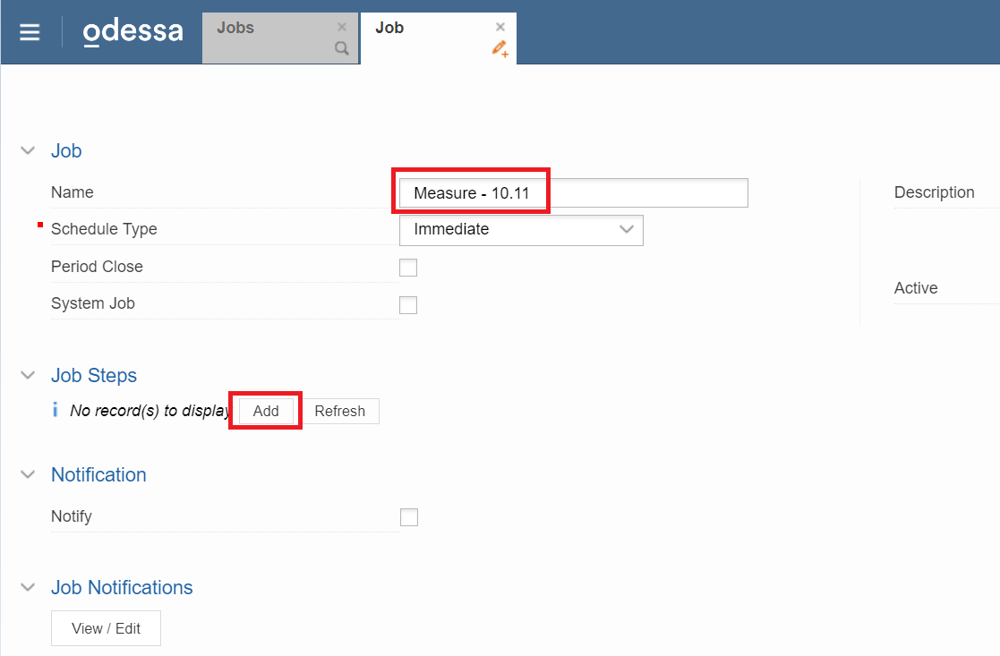 odessa
Jobs
Job
Job
Name
Measure - 10.11
Description
Schedule Type
Immediate
Period Close
Active
System Job
Job Steps
i No record(s) to display
Add
Refresh
Notification
Notify
Job Notifications
View / Edit